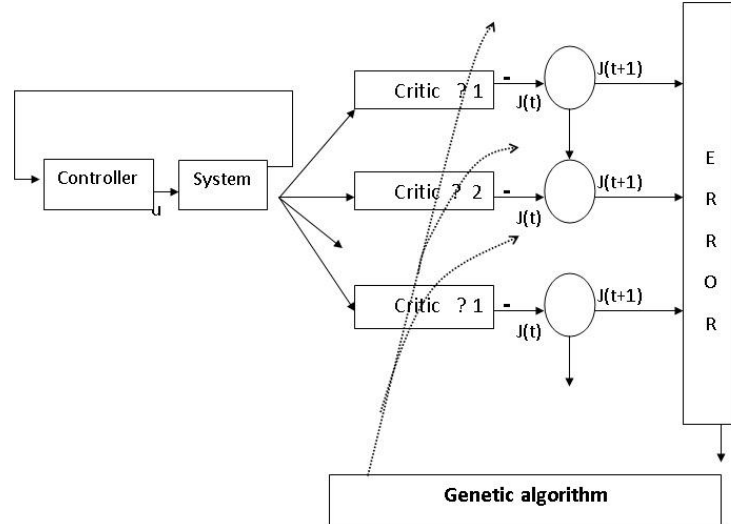 Critic ? 1
-
J(t)
J(t+1)
Controller
u
System
Critic ? 2
-
J(t)
J(t+1)
Critic ? 1
-
J(t)
J(t+1)
E
R
R
O
R
Genetic algorithm